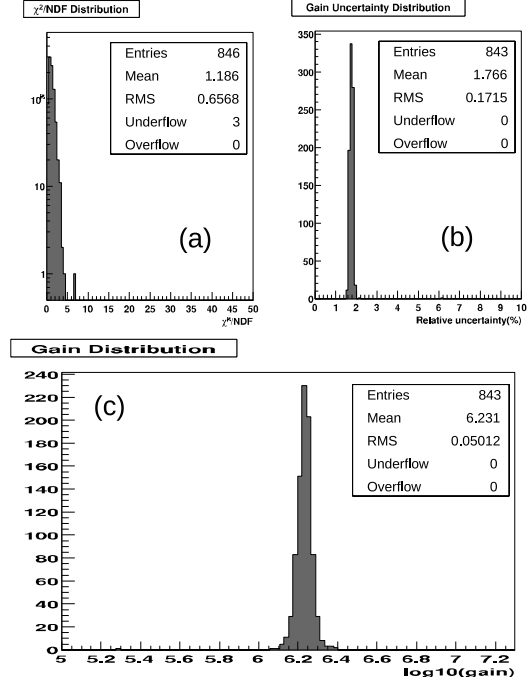 χ²/NDF Distribution
Entries 846
Mean 1.186
RMS 0.6568
Underflow 3
Overflow 0
(a)
10
1
0 5 10 15 20 25 30 35 40 45 50
χ²/NDF
Gain Uncertainty Distribution
Entries 843
Mean 1.766
RMS 0.1715
Underflow 0
Overflow 0
(b)
350
300
250
200
150
100
50
0
0 1 2 3 4 5 6 7 8 9 10
Relative uncertainty(%)
Gain Distribution
(c)
Entries 843
Mean 6.231
RMS 0.05012
Underflow 0
Overflow 0
240
220
200
180
160
140
120
100
80
60
40
20
0
5 5.2 5.4 5.6 5.8 6 6.2 6.4 6.6 6.8 7 7.2
log10(gain)